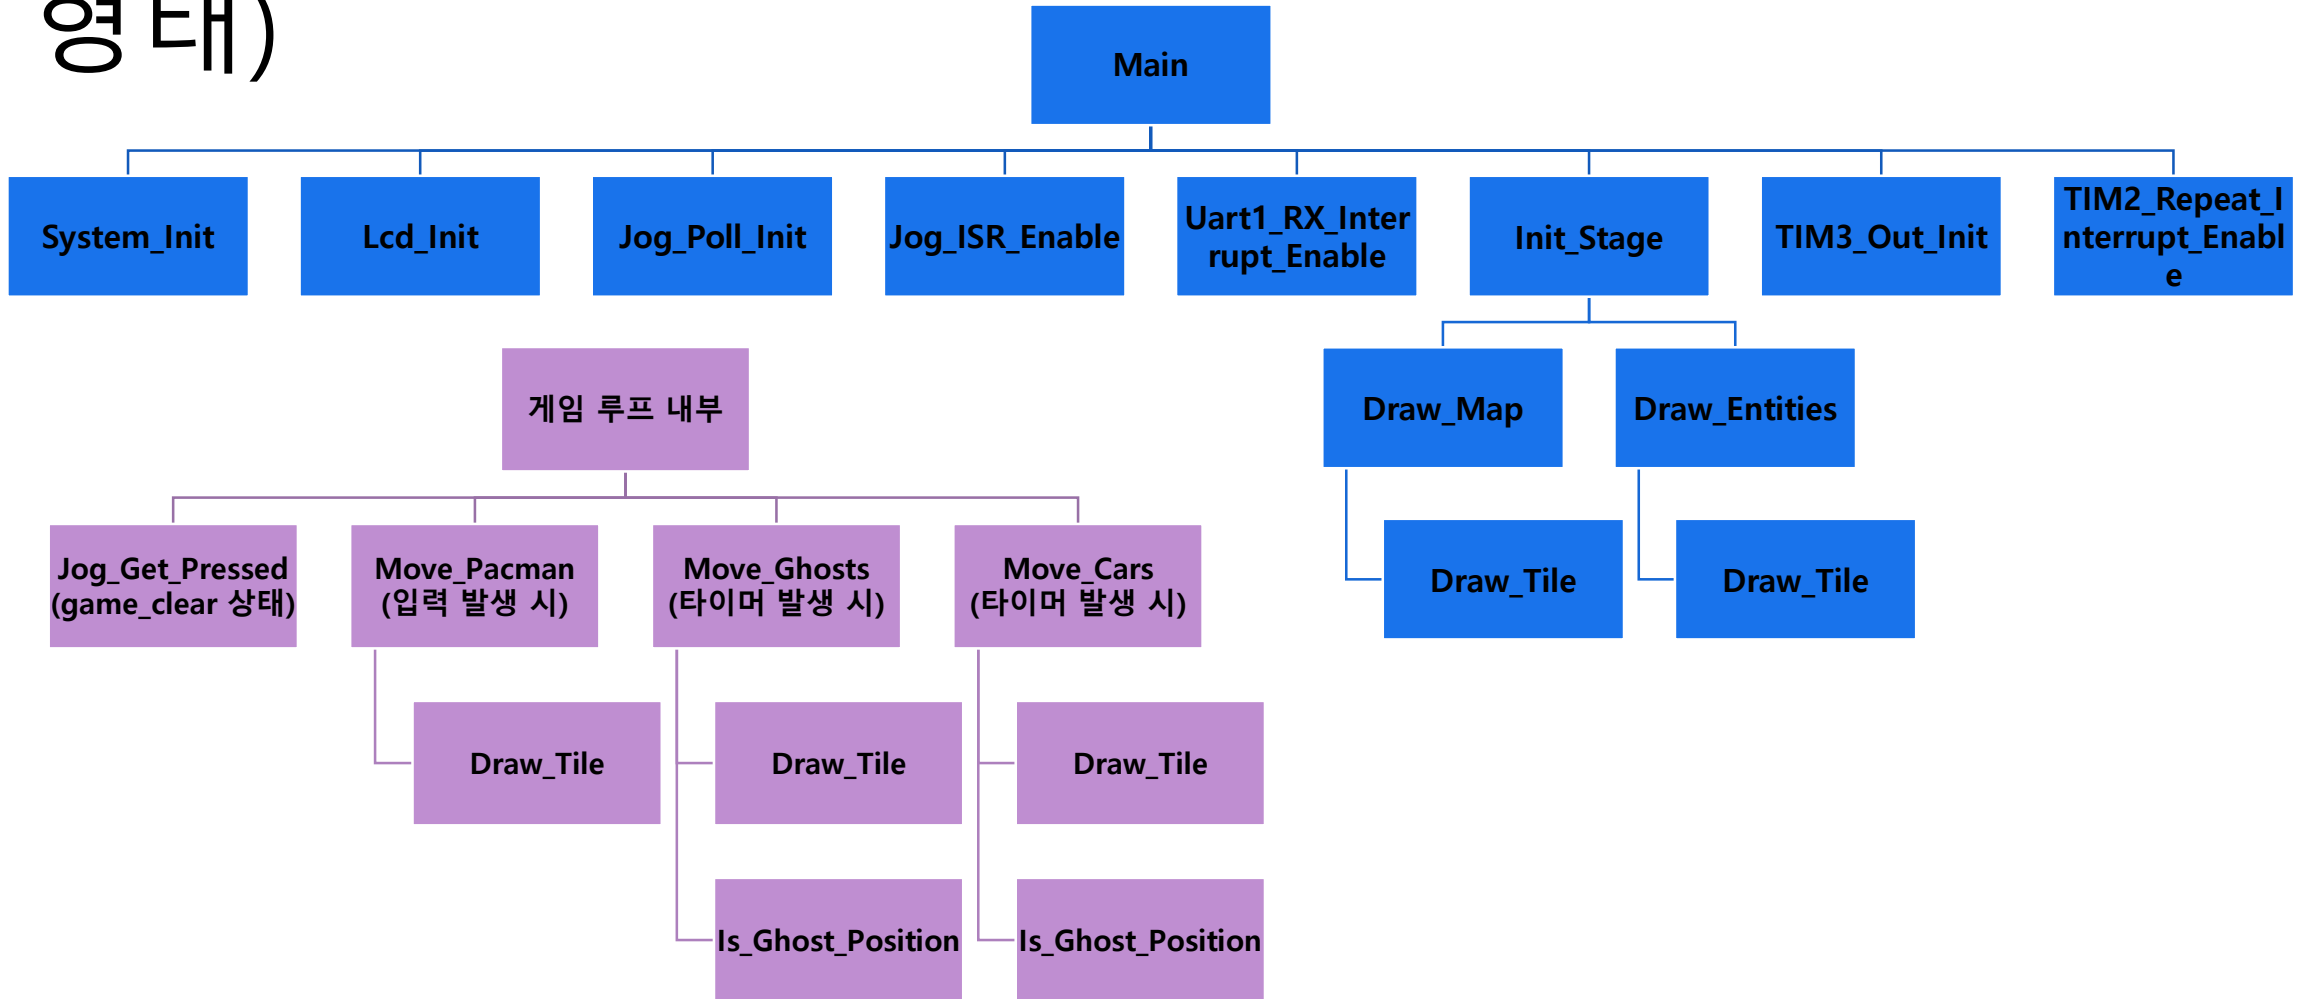 형태)
Main
System_Init
Lcd_Init
Jog_Poll_Init
Jog_ISR_Enable
Uart1_RX_Inter
rupt_Enable
Init_Stage
TIM3_Out_Init
TIM2_Repeat_I
nterrupt_Enabl
e
Draw_Map
Draw_Entities
Draw_Tile
Draw_Tile
게임 루프 내부
Jog_Get_Pressed
(game_clear 상태)
Move_Pacman
(입력 발생 시)
Move_Ghosts
(타이머 발생 시)
Move_Cars
(타이머 발생 시)
Draw_Tile
Draw_Tile
Draw_Tile
Is_Ghost_Position
Is_Ghost_Position